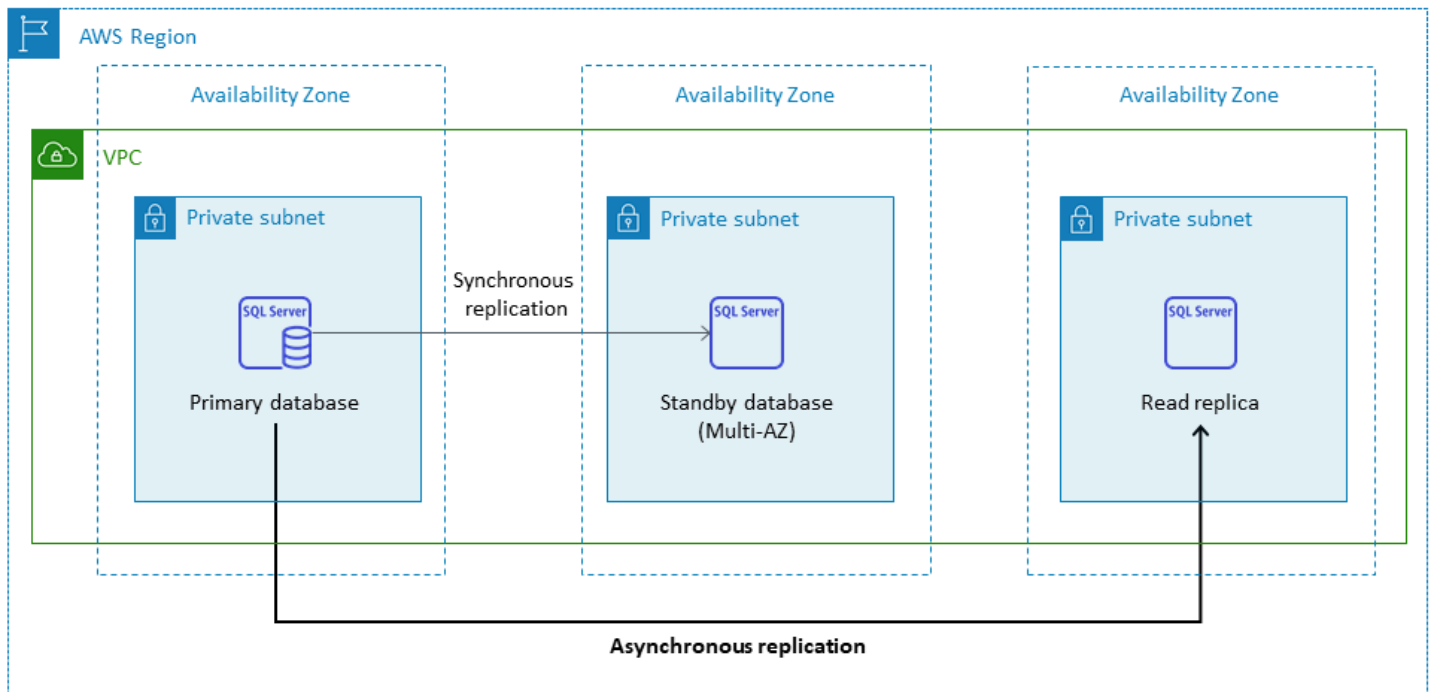 AWS Region
Availability Zone
Availability Zone
Availability Zone
VPC
Private subnet
Private subnet
Private subnet
Synchronous
replication
SQL Server
SQL Server
SQL Server
Primary database
Standby database
(Multi-AZ)
Read replica
Asynchronous replication